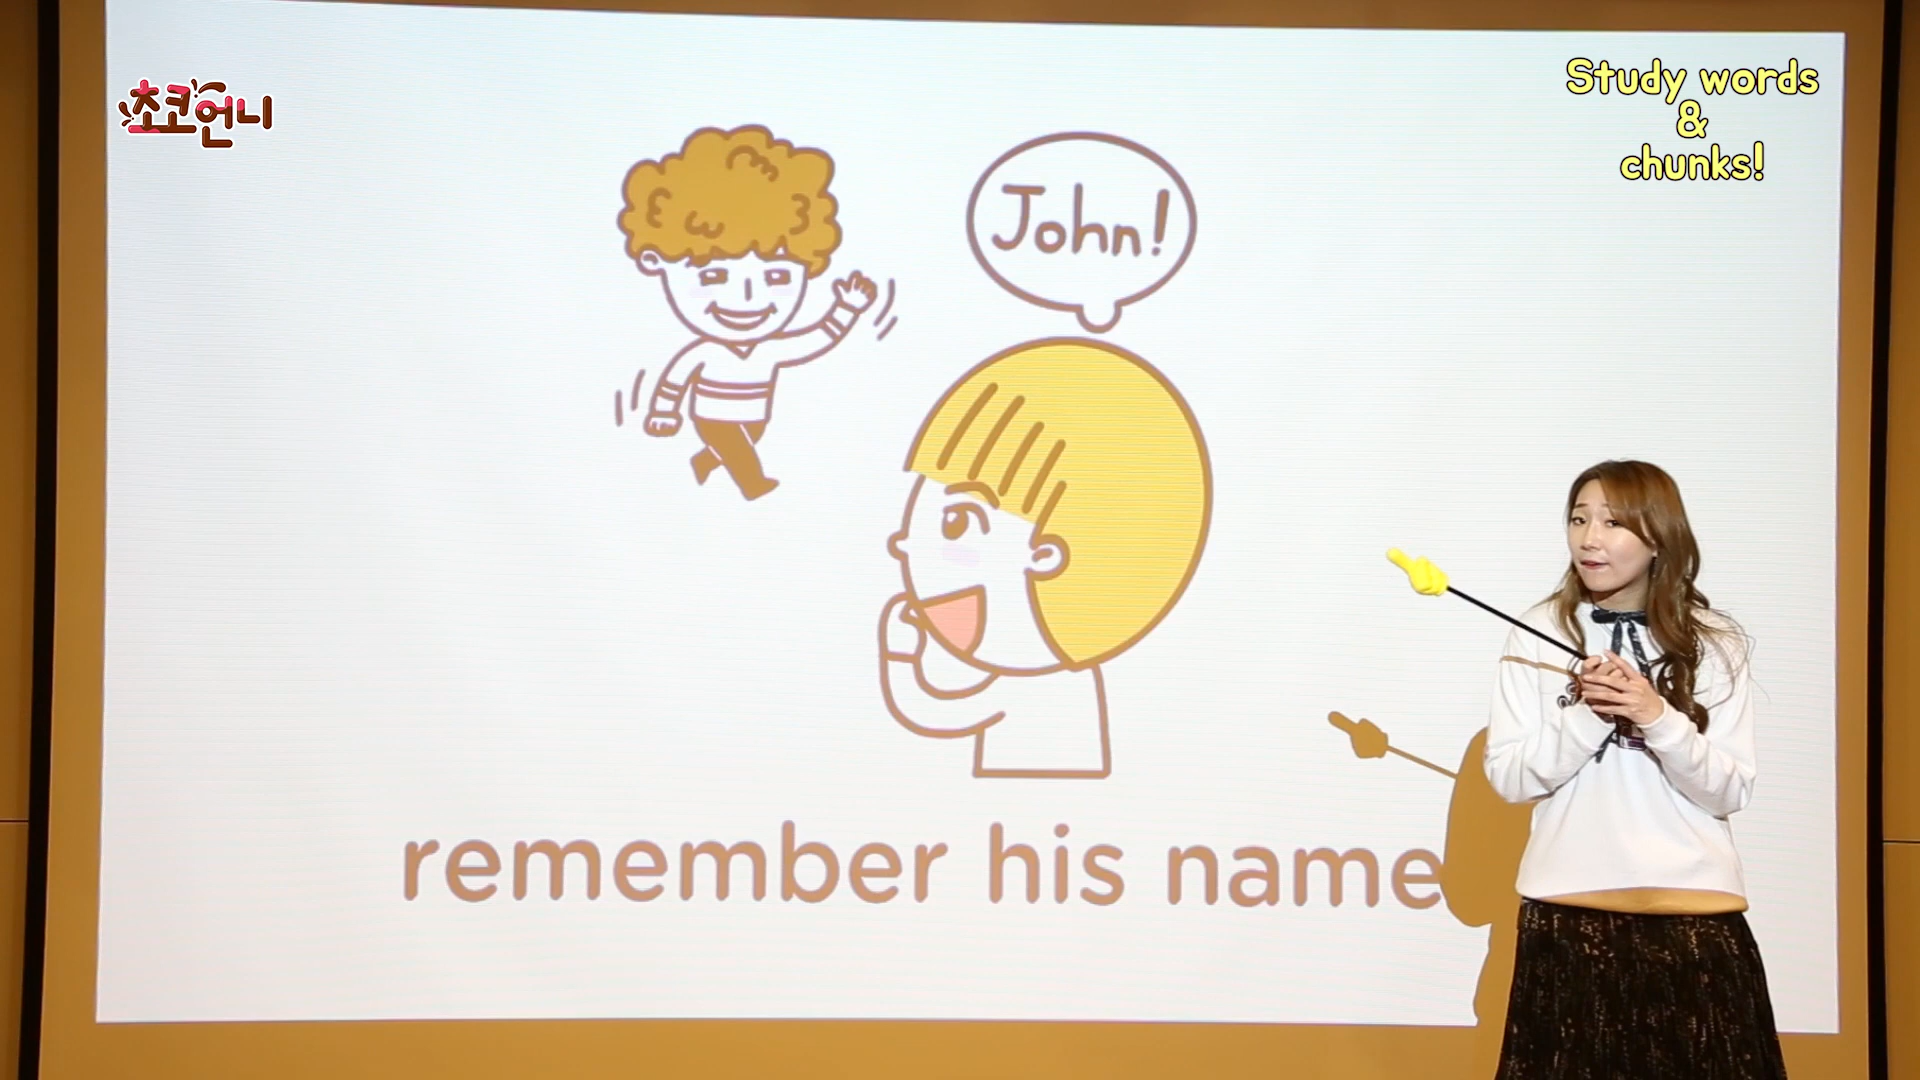 초코언니
Study words
&
chunks!
John!
remember his name